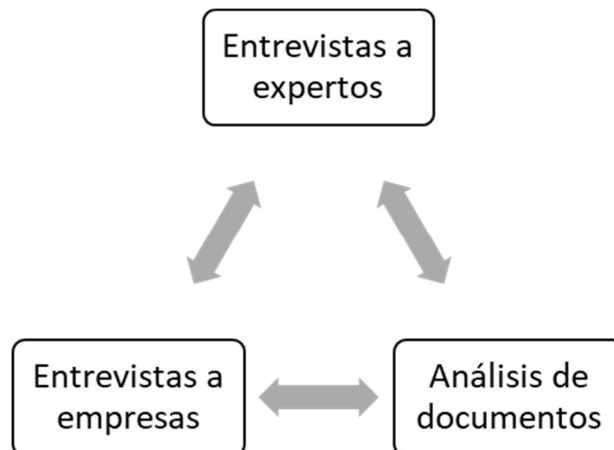 Entrevistas a
expertos
Entrevistas a
empresas
Análisis de
documentos